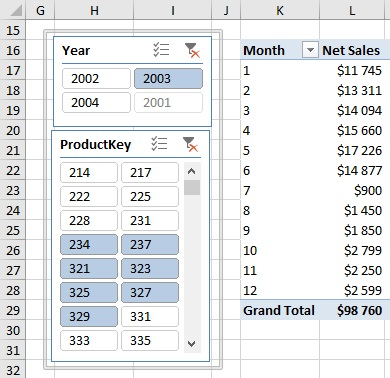 G H I J K L
15
16 Year Month Net Sales
17 2002 2003 1 $11 745
18 2004 2001 2 $13 311
19 3 $14 094
20 4 $15 660
21 ProductKey 5 $17 226
22 214 217 6 $14 877
23 222 225 7 $900
24 228 231 8 $1 450
25 234 237 9 $1 850
26 321 323 10 $2 799
27 325 327 11 $2 250
28 329 331 12 $2 599
29 333 335 Grand Total $98 760
30
31
32